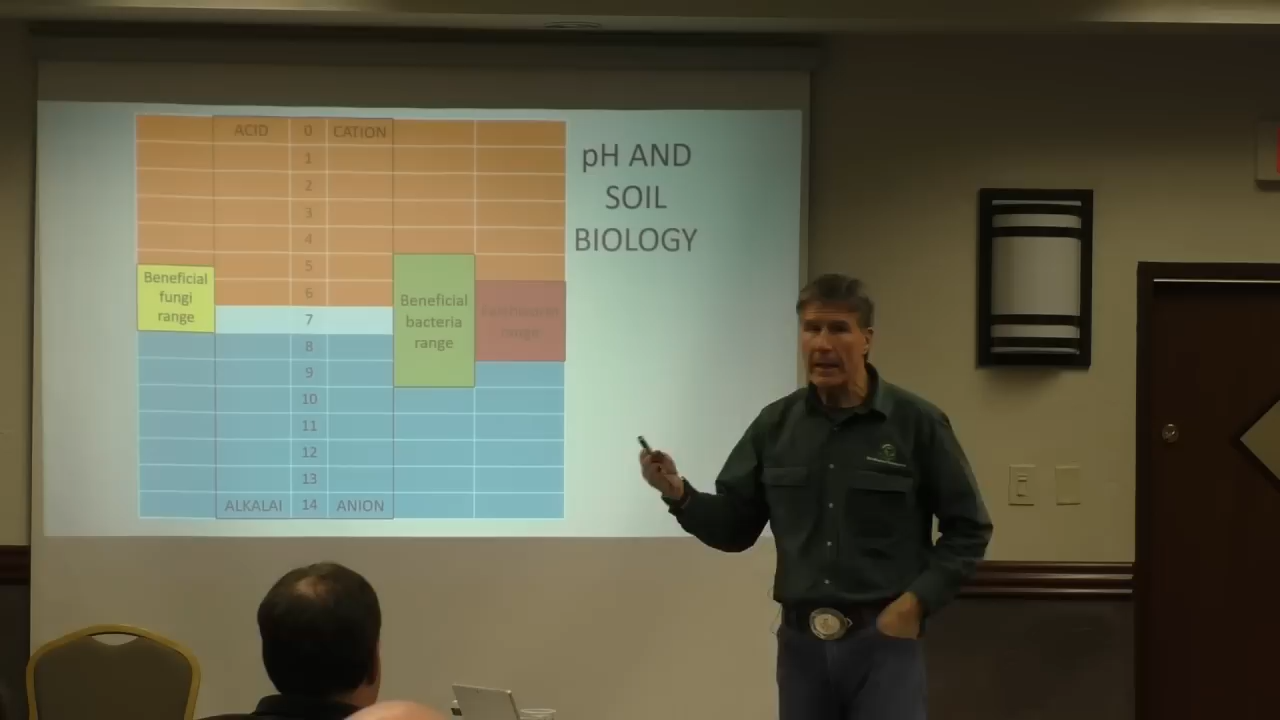 ACID 0 CATION
1
2
3
4
5
6
7
8
9
10
11
12
13
ALKALAI 14 ANION
Beneficial
fungi
range
Beneficial
bacteria
range
range
pH AND
SOIL
BIOLOGY